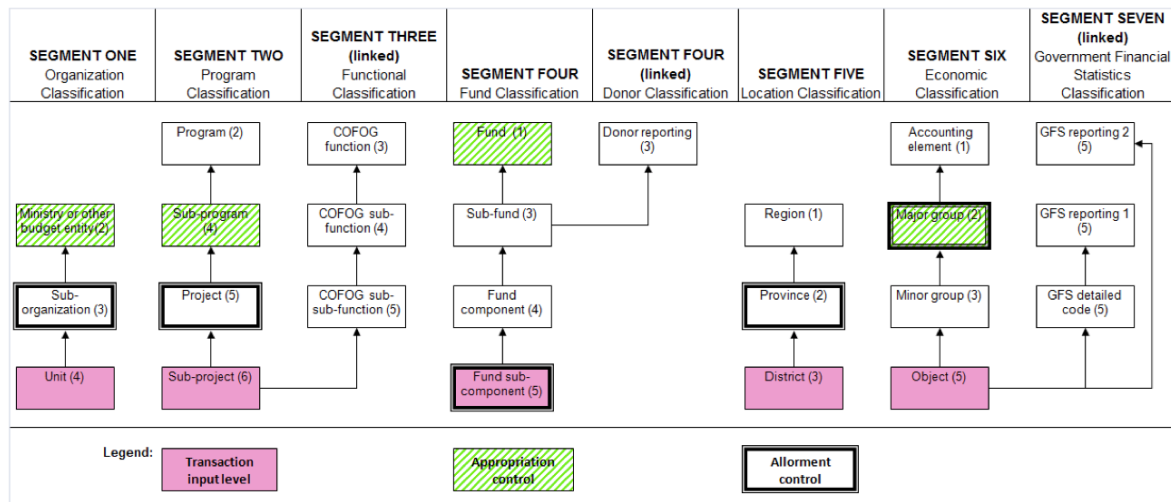 SEGMENT ONE
Organization
Classification
SEGMENT TWO
Program
Classification
SEGMENT THREE
(linked)
Functional
Classification
SEGMENT FOUR
Fund Classification
SEGMENT FOUR
(linked)
Donor Classification
SEGMENT FIVE
Location Classification
SEGMENT SIX
Economic
Classification
SEGMENT SEVEN
(linked)
Government Financial
Statistics
Classification
Program (2)
COFOG
function (3)
Fund (1)
Donor reporting
(3)
Accounting
element (1)
GFS reporting 2
(5)
Ministry or other
budget entity(2)
Sub-program
(4)
COFOG sub-
function (4)
Sub-fund (3)
Region (1)
Major group (2)
GFS reporting 1
(5)
Sub-
organization (3)
Project (5)
COFOG sub-
sub-function (5)
Fund
component (4)
Province (2)
Minor group (3)
GFS detailed
code (5)
Unit (4)
Sub-project (6)
Fund sub-
component (5)
District (3)
Object (5)
Legend:
Transaction
input level
Appropriation
control
Allorment
control